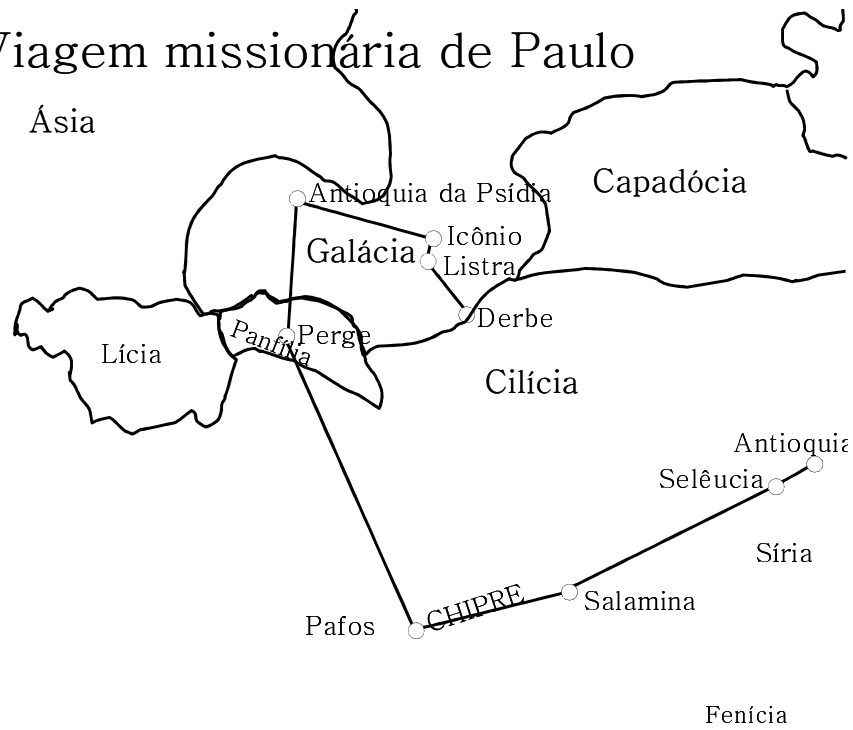 Viagem missionária de Paulo
Ásia
Capadócia
Antioquia da Psídia
Icônio
Galácia
Listra
Derbe
Panfília
Perge
Lícia
Cilícia
Antioquia
Selêucia
Síria
CHIPRE
Salamina
Pafos
Fenícia